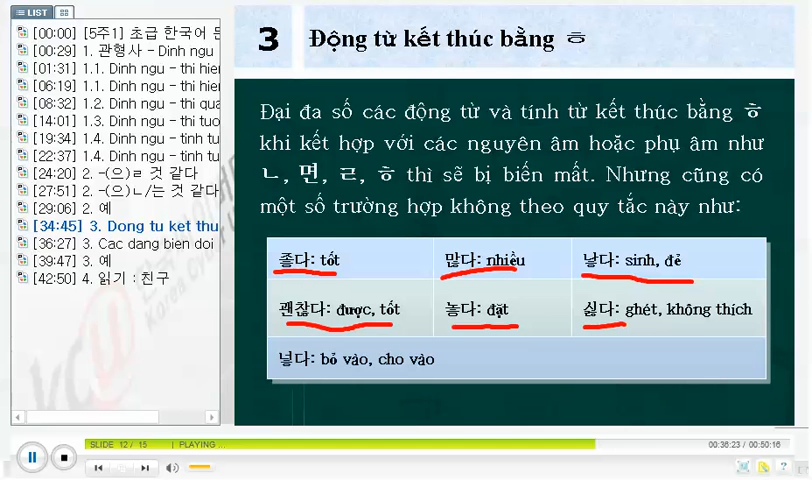 LIST
[00:00] [5주1] 초급 한국어 문
[00:29] 1. 관형사 - Dinh ngu
[01:31] 1.1. Dinh ngu - thi hien
[06:19] 1.1. Dinh ngu - thi hien
[08:32] 1.2. Dinh ngu - thi qua
[14:01] 1.3. Dinh ngu - thi tuo
[19:34] 1.4. Dinh ngu - tinh tu
[22:37] 1.4. Dinh ngu - tinh tu
[24:20] 2. -(으)ㄹ 것 같다
[27:51] 2. -(으)ㄴ/는 것 같다
[29:06] 2. 예
[34:45] 3. Dong tu ket thu
[36:27] 3. Cac dang bien doi
[39:47] 3. 예
[42:50] 4. 읽기 : 친구
3 Động từ kết thúc bằng ㅎ
Đại đa số các động từ và tính từ kết thúc bằng ㅎ
khi kết hợp với các nguyên âm hoặc phụ âm như
ㄴ, 면, ㄹ, ㅎ thì sẽ bị biến mất. Nhưng cũng có
một số trường hợp không theo quy tắc này như:
좋다: tốt 많다: nhiều 낳다: sinh, đẻ
괜찮다: được, tốt 놓다: đặt 싫다: ghét, không thích
넣다: bỏ vào, cho vào
SLIDE 12 / 15 | PLAYING ... 00:36:23 / 00:50:16